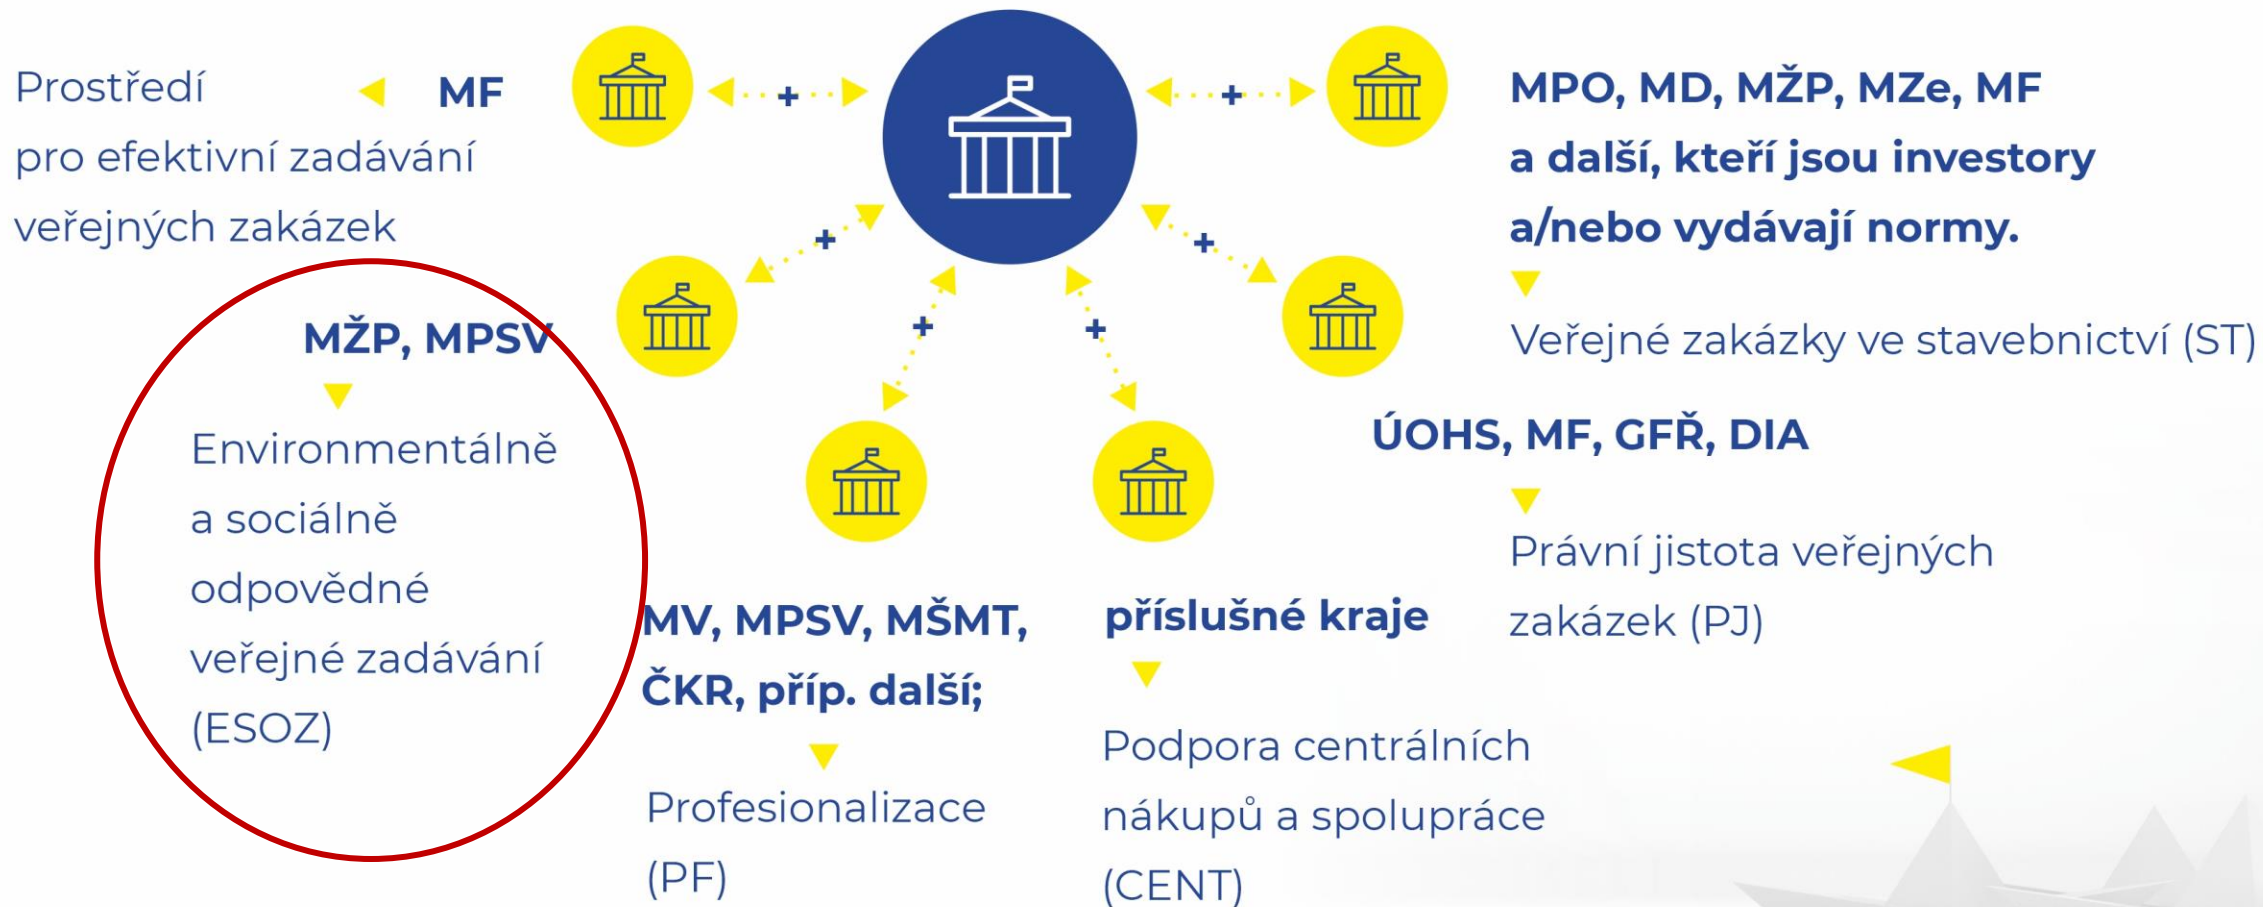 Prostředí
pro efektivní zadávání
veřejných zakázek
MF
+
+
+
+
+
+
MPO, MD, MŽP, MZe, MF
a další, kteří jsou investory
a/nebo vydávají normy.
Veřejné zakázky ve stavebnictví (ST)
MŽP, MPSV
Environmentálně
a sociálně
odpovědné
veřejné zadávání
(ESOZ)
MV, MPSV, MŠMT,
ČKR, příp. další;
Profesionalizace
(PF)
příslušné kraje
Podpora centrálních
nákupů a spolupráce
(CENT)
ÚOHS, MF, GFŘ, DIA
Právní jistota veřejných
zakázek (PJ)